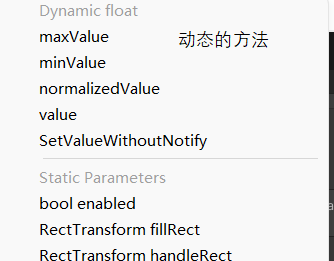 Dynamic float
maxValue 动态的方法
minValue
normalizedValue
value
SetValueWithoutNotify
Static Parameters
bool enabled
RectTransform fillRect
RectTransform handleRect